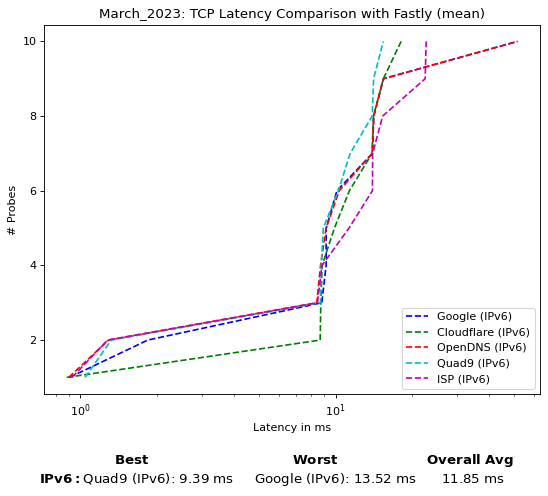 March_2023: TCP Latency Comparison with Fastly (mean)
10
8
6
4
2
# Probes
10⁰
10¹
Latency in ms
Google (IPv6)
Cloudflare (IPv6)
OpenDNS (IPv6)
Quad9 (IPv6)
ISP (IPv6)
Best Worst Overall Avg
IPv6: Quad9 (IPv6): 9.39 ms Google (IPv6): 13.52 ms 11.85 ms